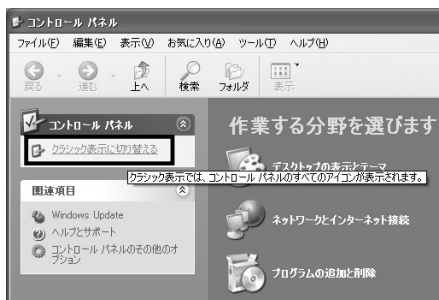 コントロール パネル
ファイル(F) 編集(E) 表示(V) お気に入り(A) ツール(T) ヘルプ(H)
戻る 進む 上へ 検索 フォルダ 表示
コントロール パネル
クラシック表示に切り替える
作業する分野を選びます
デスクトップの表示とテーマ
クラシック表示では、コントロール パネルのすべてのアイコンが表示されます。
関連項目
Windows Update
ヘルプとサポート
コントロール パネルのその他のオ
プション
ネットワークとインターネット接続
プログラムの追加と削除